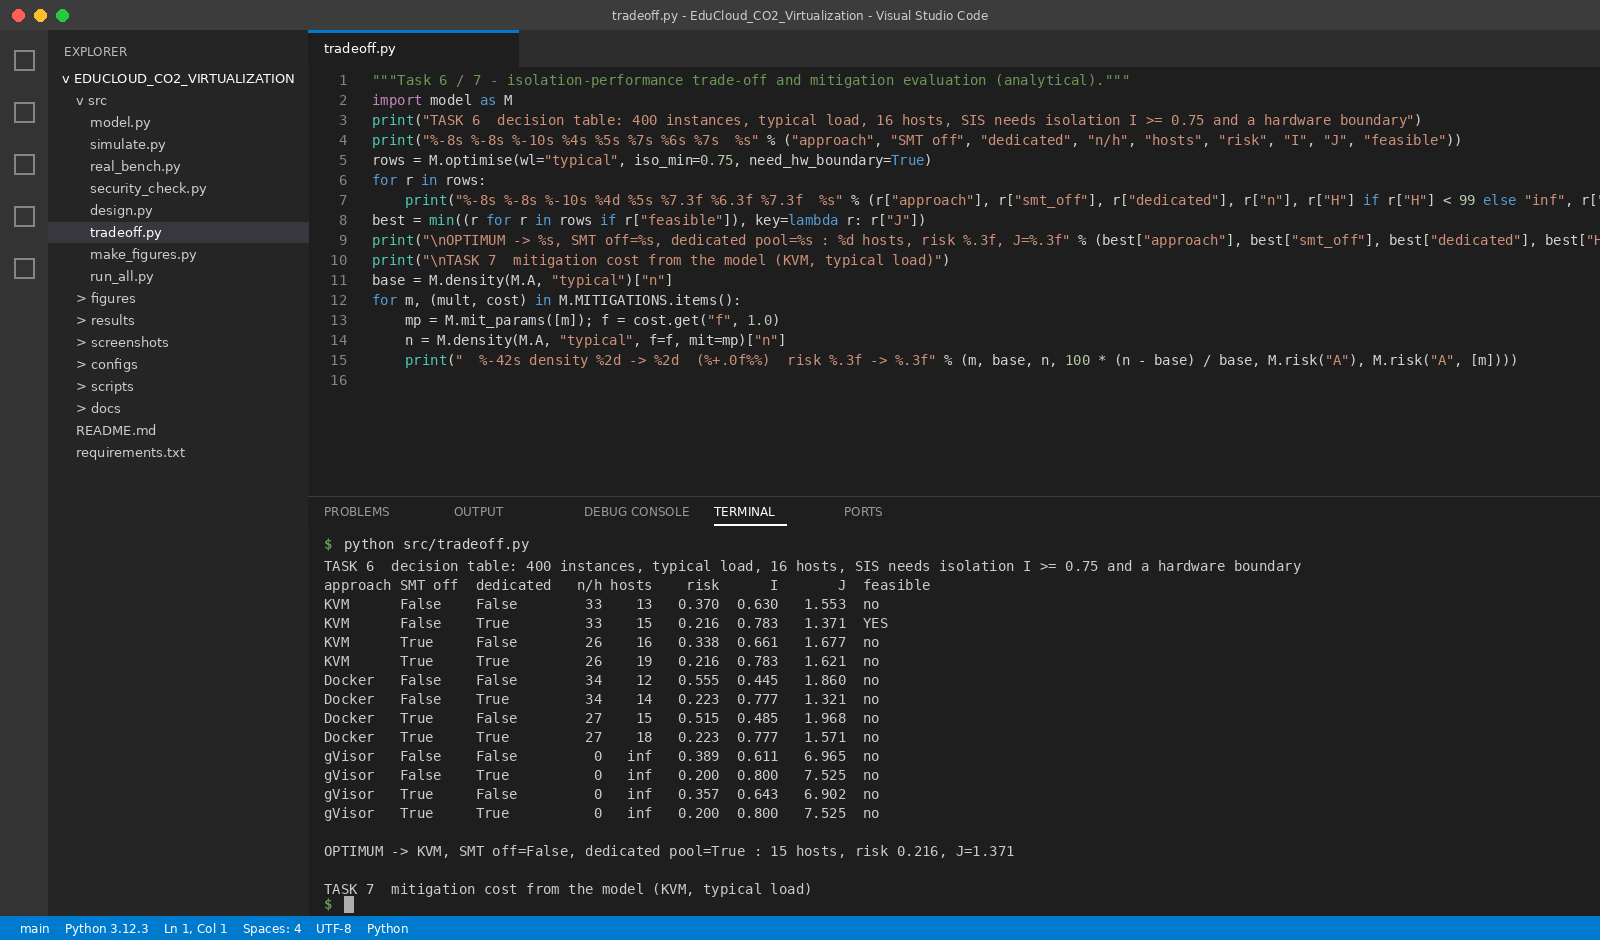 tradeoff.py - EduCloud_CO2_Virtualization - Visual Studio Code
EXPLORER
v EDUCLOUD_CO2_VIRTUALIZATION
v src
model.py
simulate.py
real_bench.py
security_check.py
design.py
tradeoff.py
make_figures.py
run_all.py
> figures
> results
> screenshots
> configs
> scripts
> docs
README.md
requirements.txt
tradeoff.py
1 """Task 6 / 7 - isolation-performance trade-off and mitigation evaluation (analytical)."""
2 import model as M
3 print("TASK 6  decision table: 400 instances, typical load, 16 hosts, SIS needs isolation I >= 0.75 and a hardware boundary")
4 print("%-8s %-8s %-10s %4s %5s %7s %6s %7s  %s" % ("approach", "SMT off", "dedicated", "n/h", "hosts", "risk", "I", "J", "feasible"))
5 rows = M.optimise(wl="typical", iso_min=0.75, need_hw_boundary=True)
6 for r in rows:
7     print("%-8s %-8s %-10s %4d %5s %7.3f %6.3f %7.3f  %s" % (r["approach"], r["smt_off"], r["dedicated"], r["n"], r["H"] if r["H"] < 99 else "inf", r["
8 best = min((r for r in rows if r["feasible"]), key=lambda r: r["J"])
9 print("\nOPTIMUM -> %s, SMT off=%s, dedicated pool=%s : %d hosts, risk %.3f, J=%.3f" % (best["approach"], best["smt_off"], best["dedicated"], best["H
10 print("\nTASK 7  mitigation cost from the model (KVM, typical load)")
11 base = M.density(M.A, "typical")["n"]
12 for m, (mult, cost) in M.MITIGATIONS.items():
13     mp = M.mit_params([m]); f = cost.get("f", 1.0)
14     n = M.density(M.A, "typical", f=f, mit=mp)["n"]
15     print("  %-42s density %2d -> %2d  (%+.0f%%)  risk %.3f -> %.3f" % (m, base, n, 100 * (n - base) / base, M.risk("A"), M.risk("A", [m])))
16
PROBLEMS OUTPUT DEBUG CONSOLE TERMINAL PORTS
$ python src/tradeoff.py
TASK 6  decision table: 400 instances, typical load, 16 hosts, SIS needs isolation I >= 0.75 and a hardware boundary
approach SMT off  dedicated   n/h hosts    risk      I       J  feasible
KVM      False    False        33    13   0.370  0.630   1.553  no
KVM      False    True         33    15   0.216  0.783   1.371  YES
KVM      True     False        26    16   0.338  0.661   1.677  no
KVM      True     True         26    19   0.216  0.783   1.621  no
Docker   False    False        34    12   0.555  0.445   1.860  no
Docker   False    True         34    14   0.223  0.777   1.321  no
Docker   True     False        27    15   0.515  0.485   1.968  no
Docker   True     True         27    18   0.223  0.777   1.571  no
gVisor   False    False         0   inf   0.389  0.611   6.965  no
gVisor   False    True          0   inf   0.200  0.800   7.525  no
gVisor   True     False         0   inf   0.357  0.643   6.902  no
gVisor   True     True          0   inf   0.200  0.800   7.525  no
OPTIMUM -> KVM, SMT off=False, dedicated pool=True : 15 hosts, risk 0.216, J=1.371
TASK 7  mitigation cost from the model (KVM, typical load)
$
main Python 3.12.3 Ln 1, Col 1 Spaces: 4 UTF-8 Python